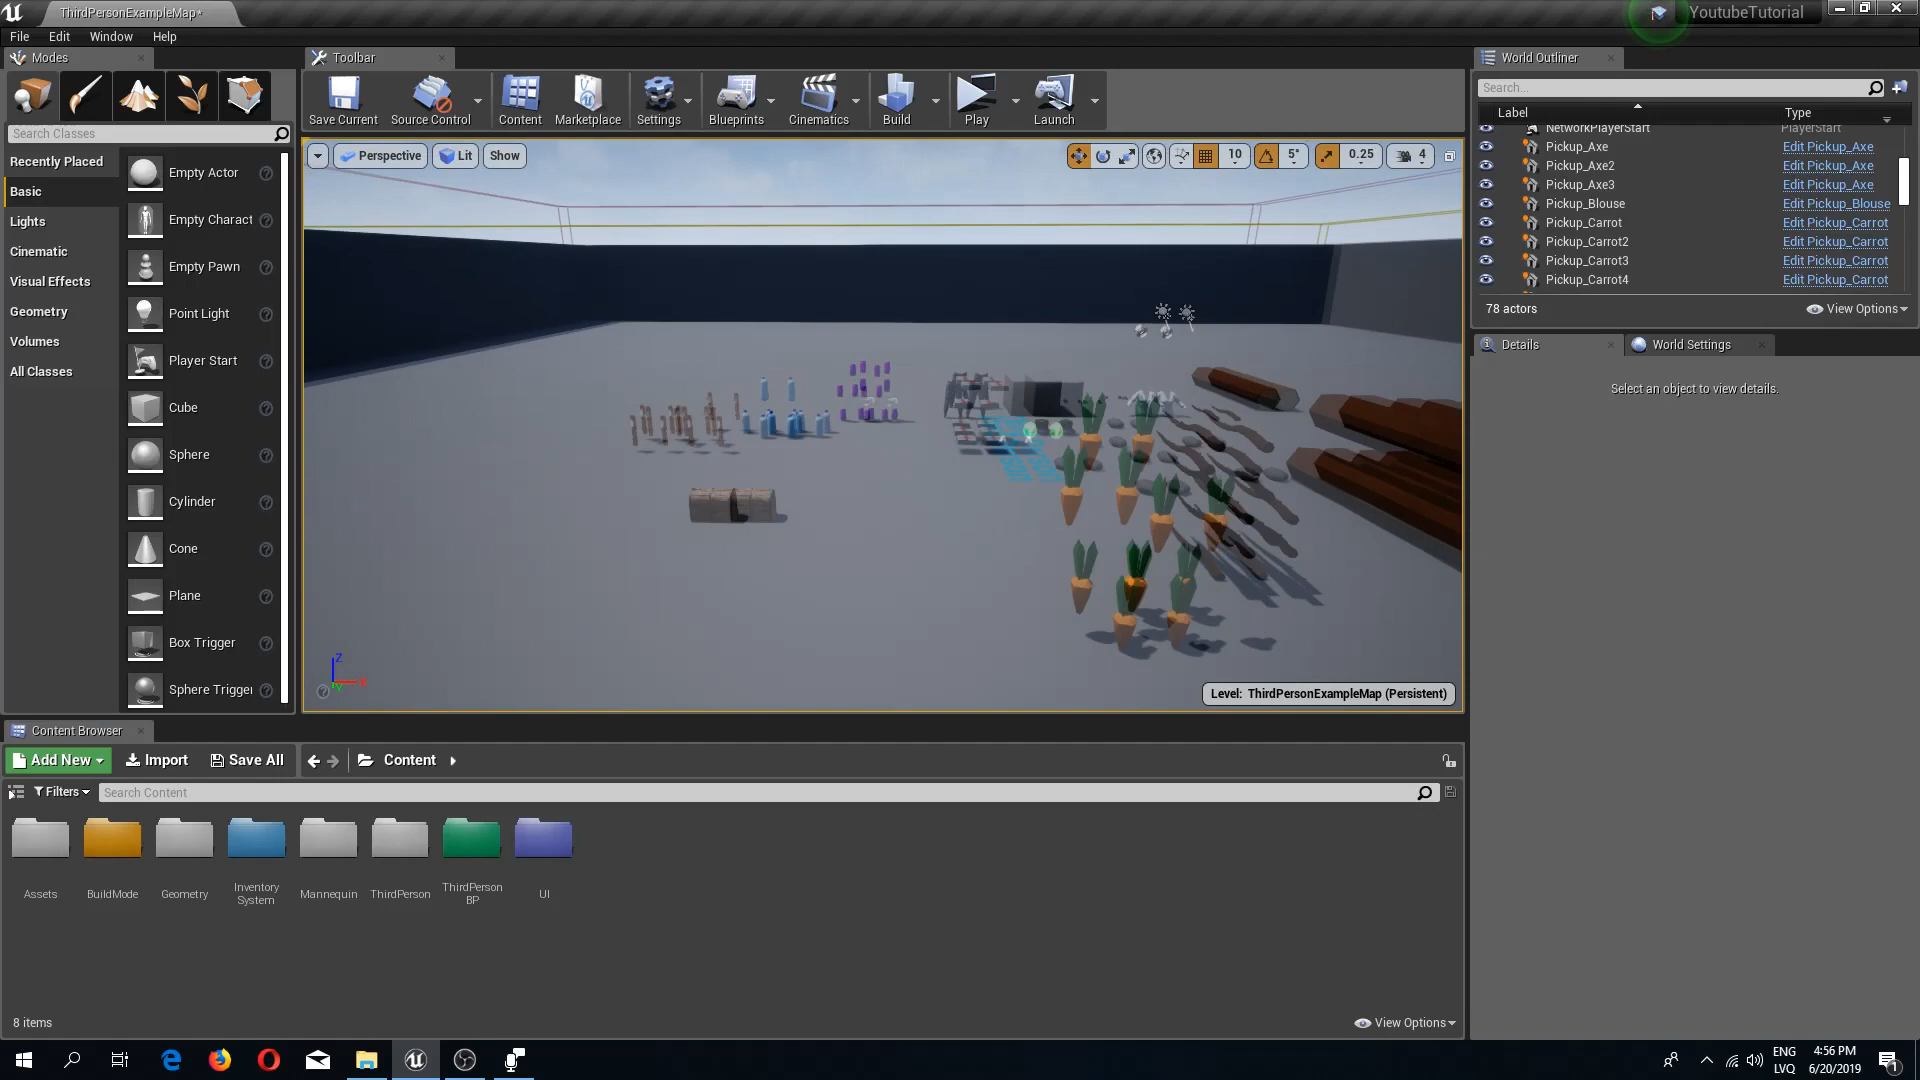 ThirdPersonExampleMap*
YoutubeTutorial
File
Edit
Window
Help
Modes
Toolbar
World Outliner
Save Current
Source Control
Content
Marketplace
Settings
Blueprints
Cinematics
Build
Play
Launch
Search...
Label
Type
Search Classes
Recently Placed
Basic
Lights
Cinematic
Visual Effects
Geometry
Volumes
All Classes
Empty Actor
Empty Charact
Empty Pawn
Point Light
Player Start
Cube
Sphere
Cylinder
Cone
Plane
Box Trigger
Sphere Trigger
Perspective
Lit
Show
10
5°
0.25
4
NetworkPlayerStart PlayerStart
Pickup_Axe Edit Pickup_Axe
Pickup_Axe2 Edit Pickup_Axe
Pickup_Axe3 Edit Pickup_Axe
Pickup_Blouse Edit Pickup_Blouse
Pickup_Carrot Edit Pickup_Carrot
Pickup_Carrot2 Edit Pickup_Carrot
Pickup_Carrot3 Edit Pickup_Carrot
Pickup_Carrot4 Edit Pickup_Carrot
78 actors
View Options
Details
World Settings
Select an object to view details.
Z
X
Y
Level: ThirdPersonExampleMap (Persistent)
Content Browser
Add New
Import
Save All
Content
Filters
Search Content
Assets
BuildMode
Geometry
Inventory
System
Mannequin
ThirdPerson
ThirdPerson
BP
UI
8 items
View Options
ENG
LVQ
4:56 PM
6/20/2019
1